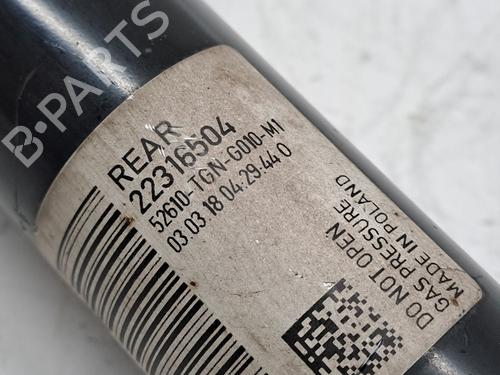 B-PARTS
REAR
22316504
52610-TGN-G010-M1
03.03.18 04:29:44 0
DO NOT OPEN
GAS PRESSURE
MADE IN POLAND